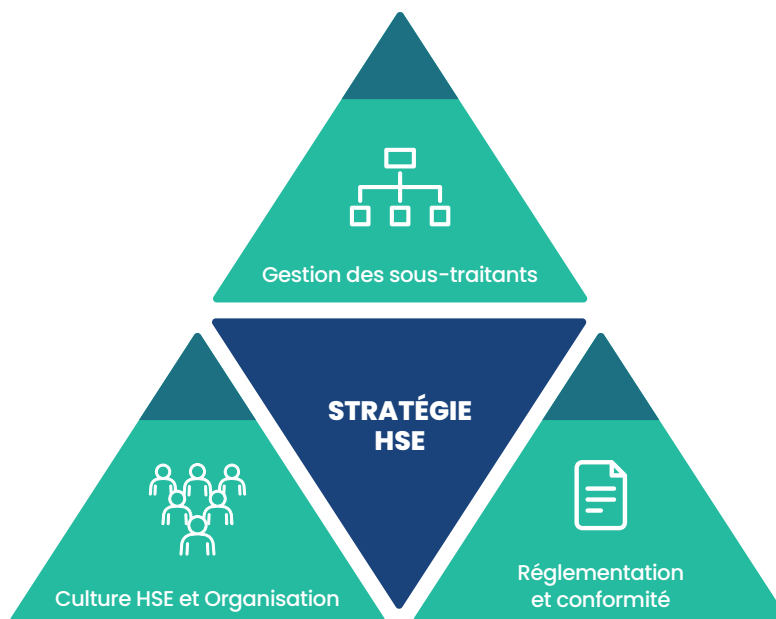 Gestion des sous-traitants
STRATÉGIE
HSE
Culture HSE et Organisation
Réglementation
et conformité